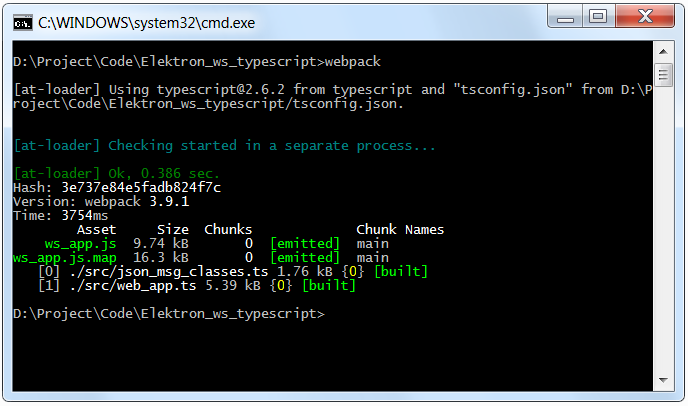 C:\WINDOWS\system32\cmd.exe
D:\Project\Code\Elektron_ws_typescript>webpack
[at-loader] Using typescript@2.6.2 from typescript and "tsconfig.json" from D:\P
roject\Code\Elektron_ws_typescript/tsconfig.json.
[at-loader] Checking started in a separate process...
[at-loader] Ok, 0.386 sec.
Hash: 3e737e84e5fadb824f7c
Version: webpack 3.9.1
Time: 3754ms
Asset Size Chunks Chunk Names
ws_app.js 9.74 kB 0 [emitted] main
ws_app.js.map 16.3 kB 0 [emitted] main
[0] ./src/json_msg_classes.ts 1.76 kB {0} [built]
[1] ./src/web_app.ts 5.39 kB {0} [built]
D:\Project\Code\Elektron_ws_typescript>